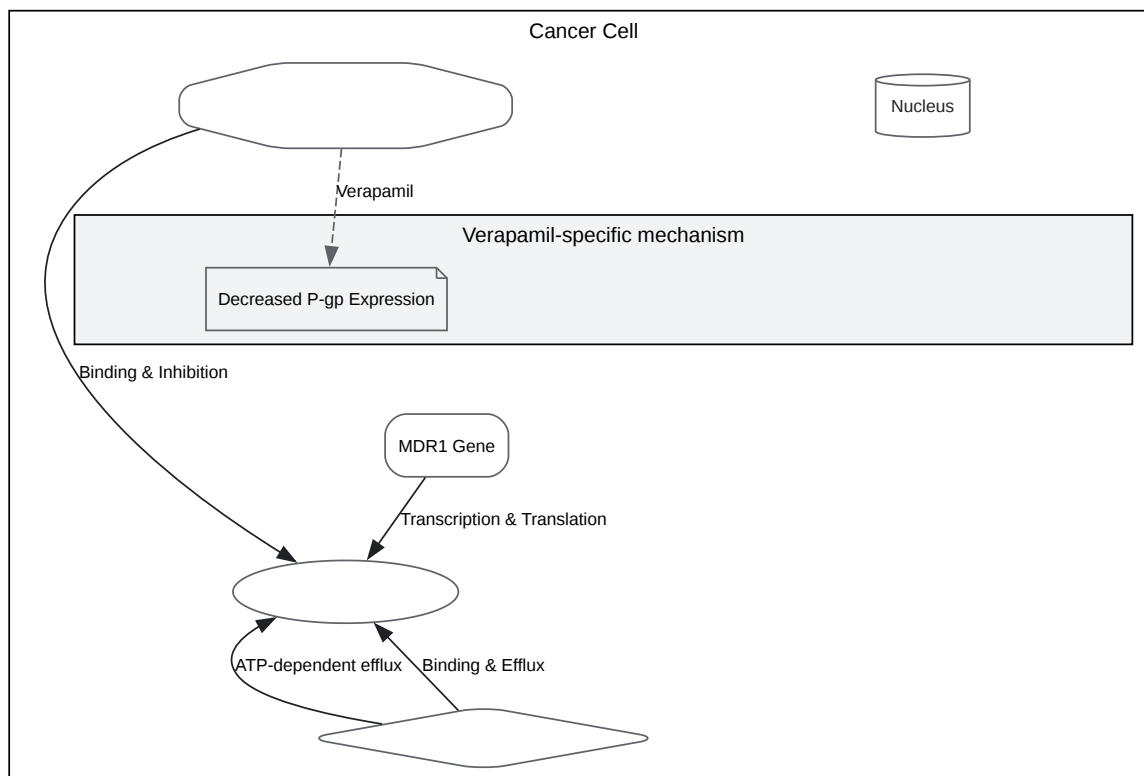 Cancer Cell
Nucleus
Verapamil
Verapamil-specific mechanism
Decreased P-gp Expression
Binding & Inhibition
MDR1 Gene
Transcription & Translation
ATP-dependent efflux
Binding & Efflux